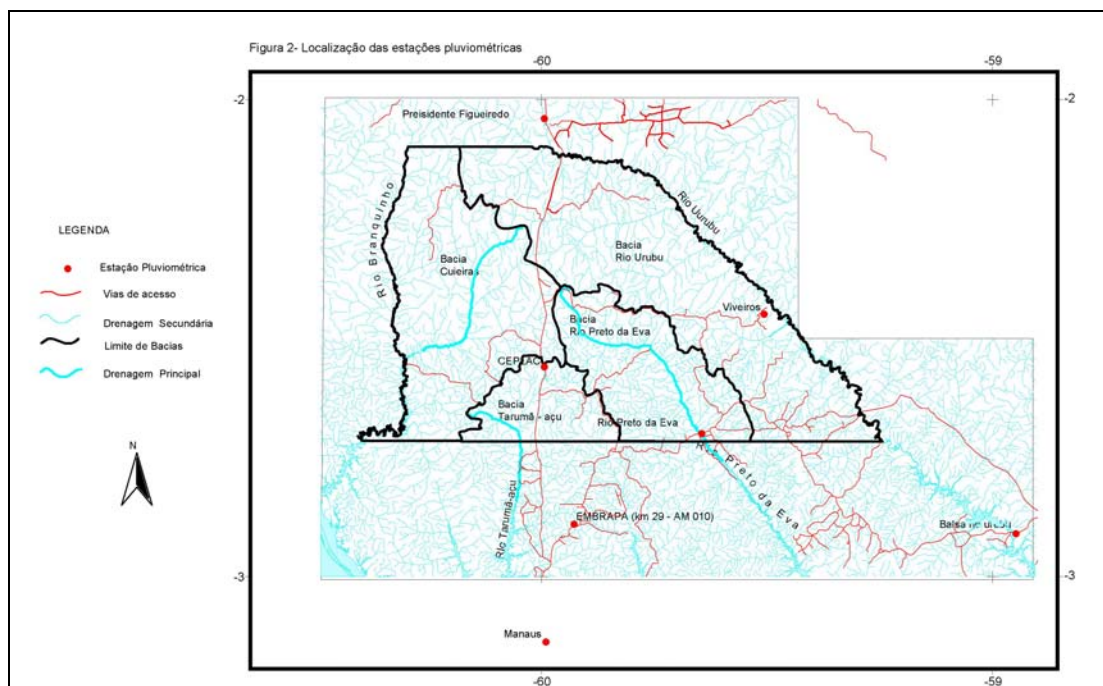 Figura 2- Localização das estações pluviométricas
-60
-59
-2
-2
Preisidente Figueiredo
Rio Branquinho
Rio Uurubu
LEGENDA
Bacia
Rio Urubu
Bacia
Cuieiras
Estação Pluviométrica
Vias de acesso
Viveiros
Drenagem Secundária
Bacia
Rio Preto da Eva
Limite de Bacias
CEPLAC
Drenagem Principal
Bacia
Tarumã - açu
Rio Preto da Eva
N
Rio Preto da Eva
Rio Tarumã-açu
EMBRAPA (km 29 - AM 010)
Balsa
-3
-3
Manaus
-60
-59